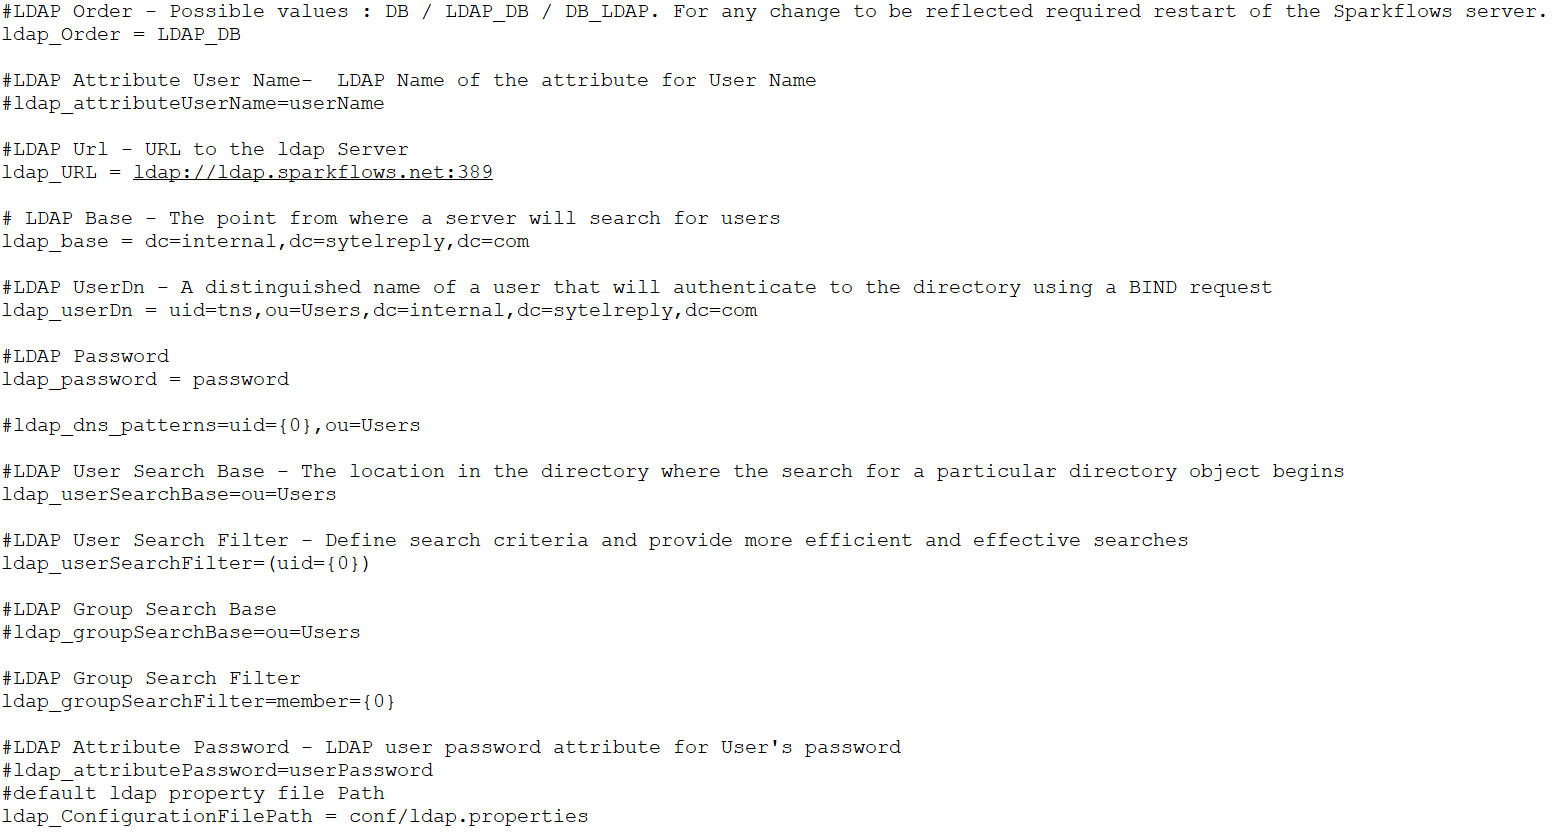 #LDAP Order - Possible values : DB / LDAP_DB / DB_LDAP. For any change to be reflected required restart of the Sparkflows server.
ldap_Order = LDAP_DB
#LDAP Attribute User Name-  LDAP Name of the attribute for User Name
#ldap_attributeUserName=userName
#LDAP Url - URL to the ldap Server
ldap_URL = ldap://ldap.sparkflows.net:389
# LDAP Base - The point from where a server will search for users
ldap_base = dc=internal,dc=sytelreply,dc=com
#LDAP UserDn - A distinguished name of a user that will authenticate to the directory using a BIND request
ldap_userDn = uid=tns,ou=Users,dc=internal,dc=sytelreply,dc=com
#LDAP Password
ldap_password = password
#ldap_dns_patterns=uid={0},ou=Users
#LDAP User Search Base - The location in the directory where the search for a particular directory object begins
ldap_userSearchBase=ou=Users
#LDAP User Search Filter - Define search criteria and provide more efficient and effective searches
ldap_userSearchFilter=(uid={0})
#LDAP Group Search Base
#ldap_groupSearchBase=ou=Users
#LDAP Group Search Filter
ldap_groupSearchFilter=member={0}
#LDAP Attribute Password - LDAP user password attribute for User's password
#ldap_attributePassword=userPassword
#default ldap property file Path
ldap_ConfigurationFilePath = conf/ldap.properties